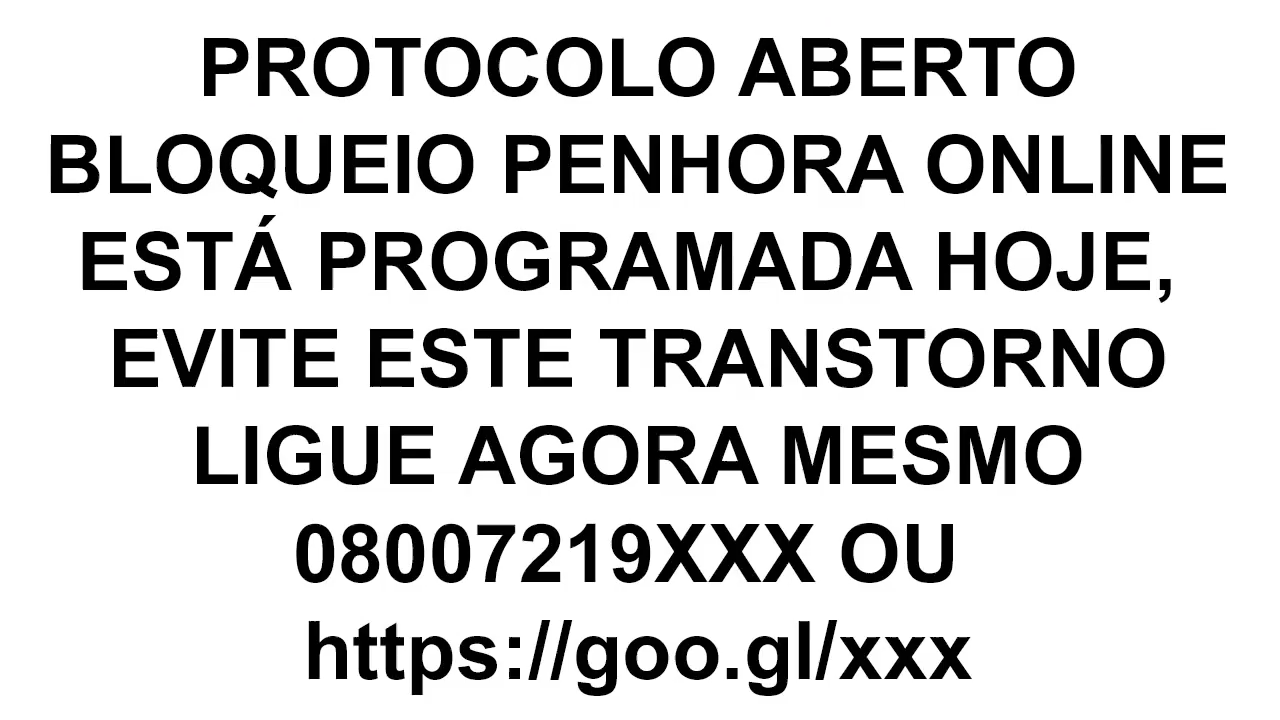 PROTOCOLO ABERTO
BLOQUEIO PENHORA ONLINE
ESTÁ PROGRAMADA HOJE,
EVITE ESTE TRANSTORNO
LIGUE AGORA MESMO
08007219XXX OU
https://goo.gl/xxx